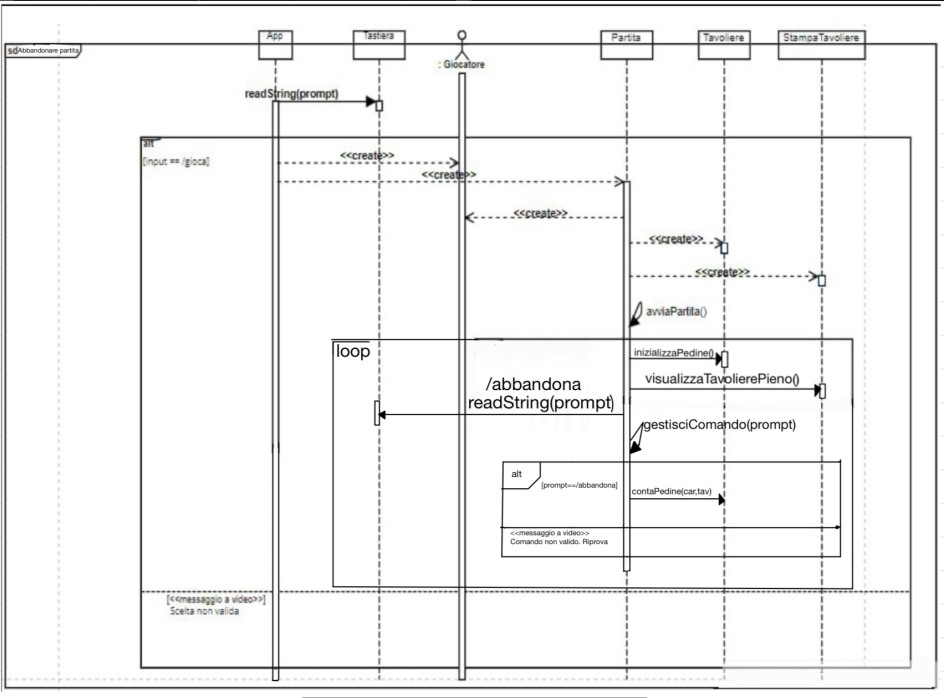 sd Abbandonare partita
App
Tastiera
: Giocatore
Partita
Tavoliere
StampaTavoliere
readString(prompt)
alt
[input == /gioca]
<<create>>
<<create>>
<<create>>
<<create>>
<<create>>
avviaPartita()
loop
inizializzaPedine()
visualizzaTavolierePieno()
/abbandona
readString(prompt)
gestisciComando(prompt)
alt
[prompt==/abbandona]
contaPedine(car,tav)
<<messaggio a video>>
Comando non valido. Riprova
[<<messaggio a video>>]
Scelta non valida